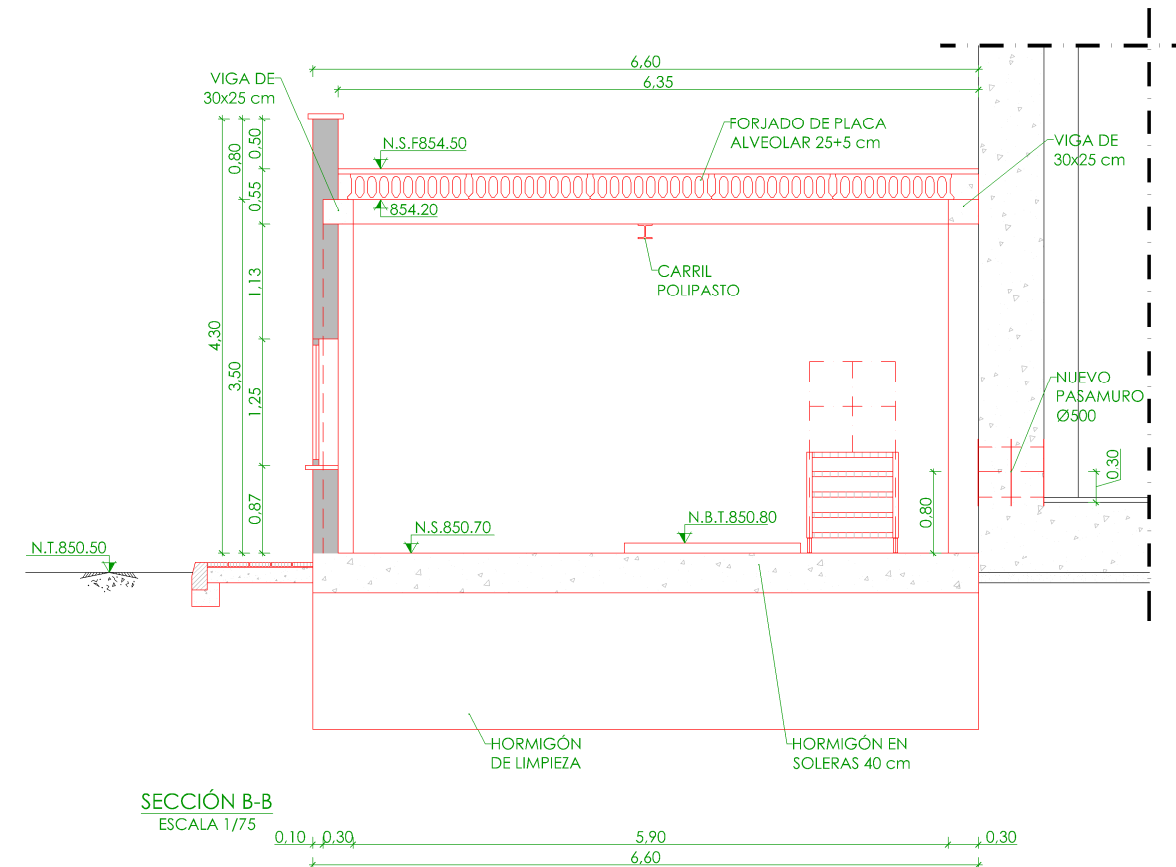 6,60
6,35
VIGA DE
30x25 cm
FORJADO DE PLACA
ALVEOLAR 25+5 cm
VIGA DE
30x25 cm
N.S.F854.50
854.20
0,50
0,80
0,55
1,13
4,30
3,50
1,25
0,87
CARRIL
POLIPASTO
NUEVO
PASAMURO
Ø500
0.30
0,80
N.S.850.70
N.B.T.850.80
N.T.850.50
HORMIGÓN
DE LIMPIEZA
HORMIGÓN EN
SOLERAS 40 cm
SECCIÓN B-B
ESCALA 1/75
0,10 0,30 5,90 0,30
6,60